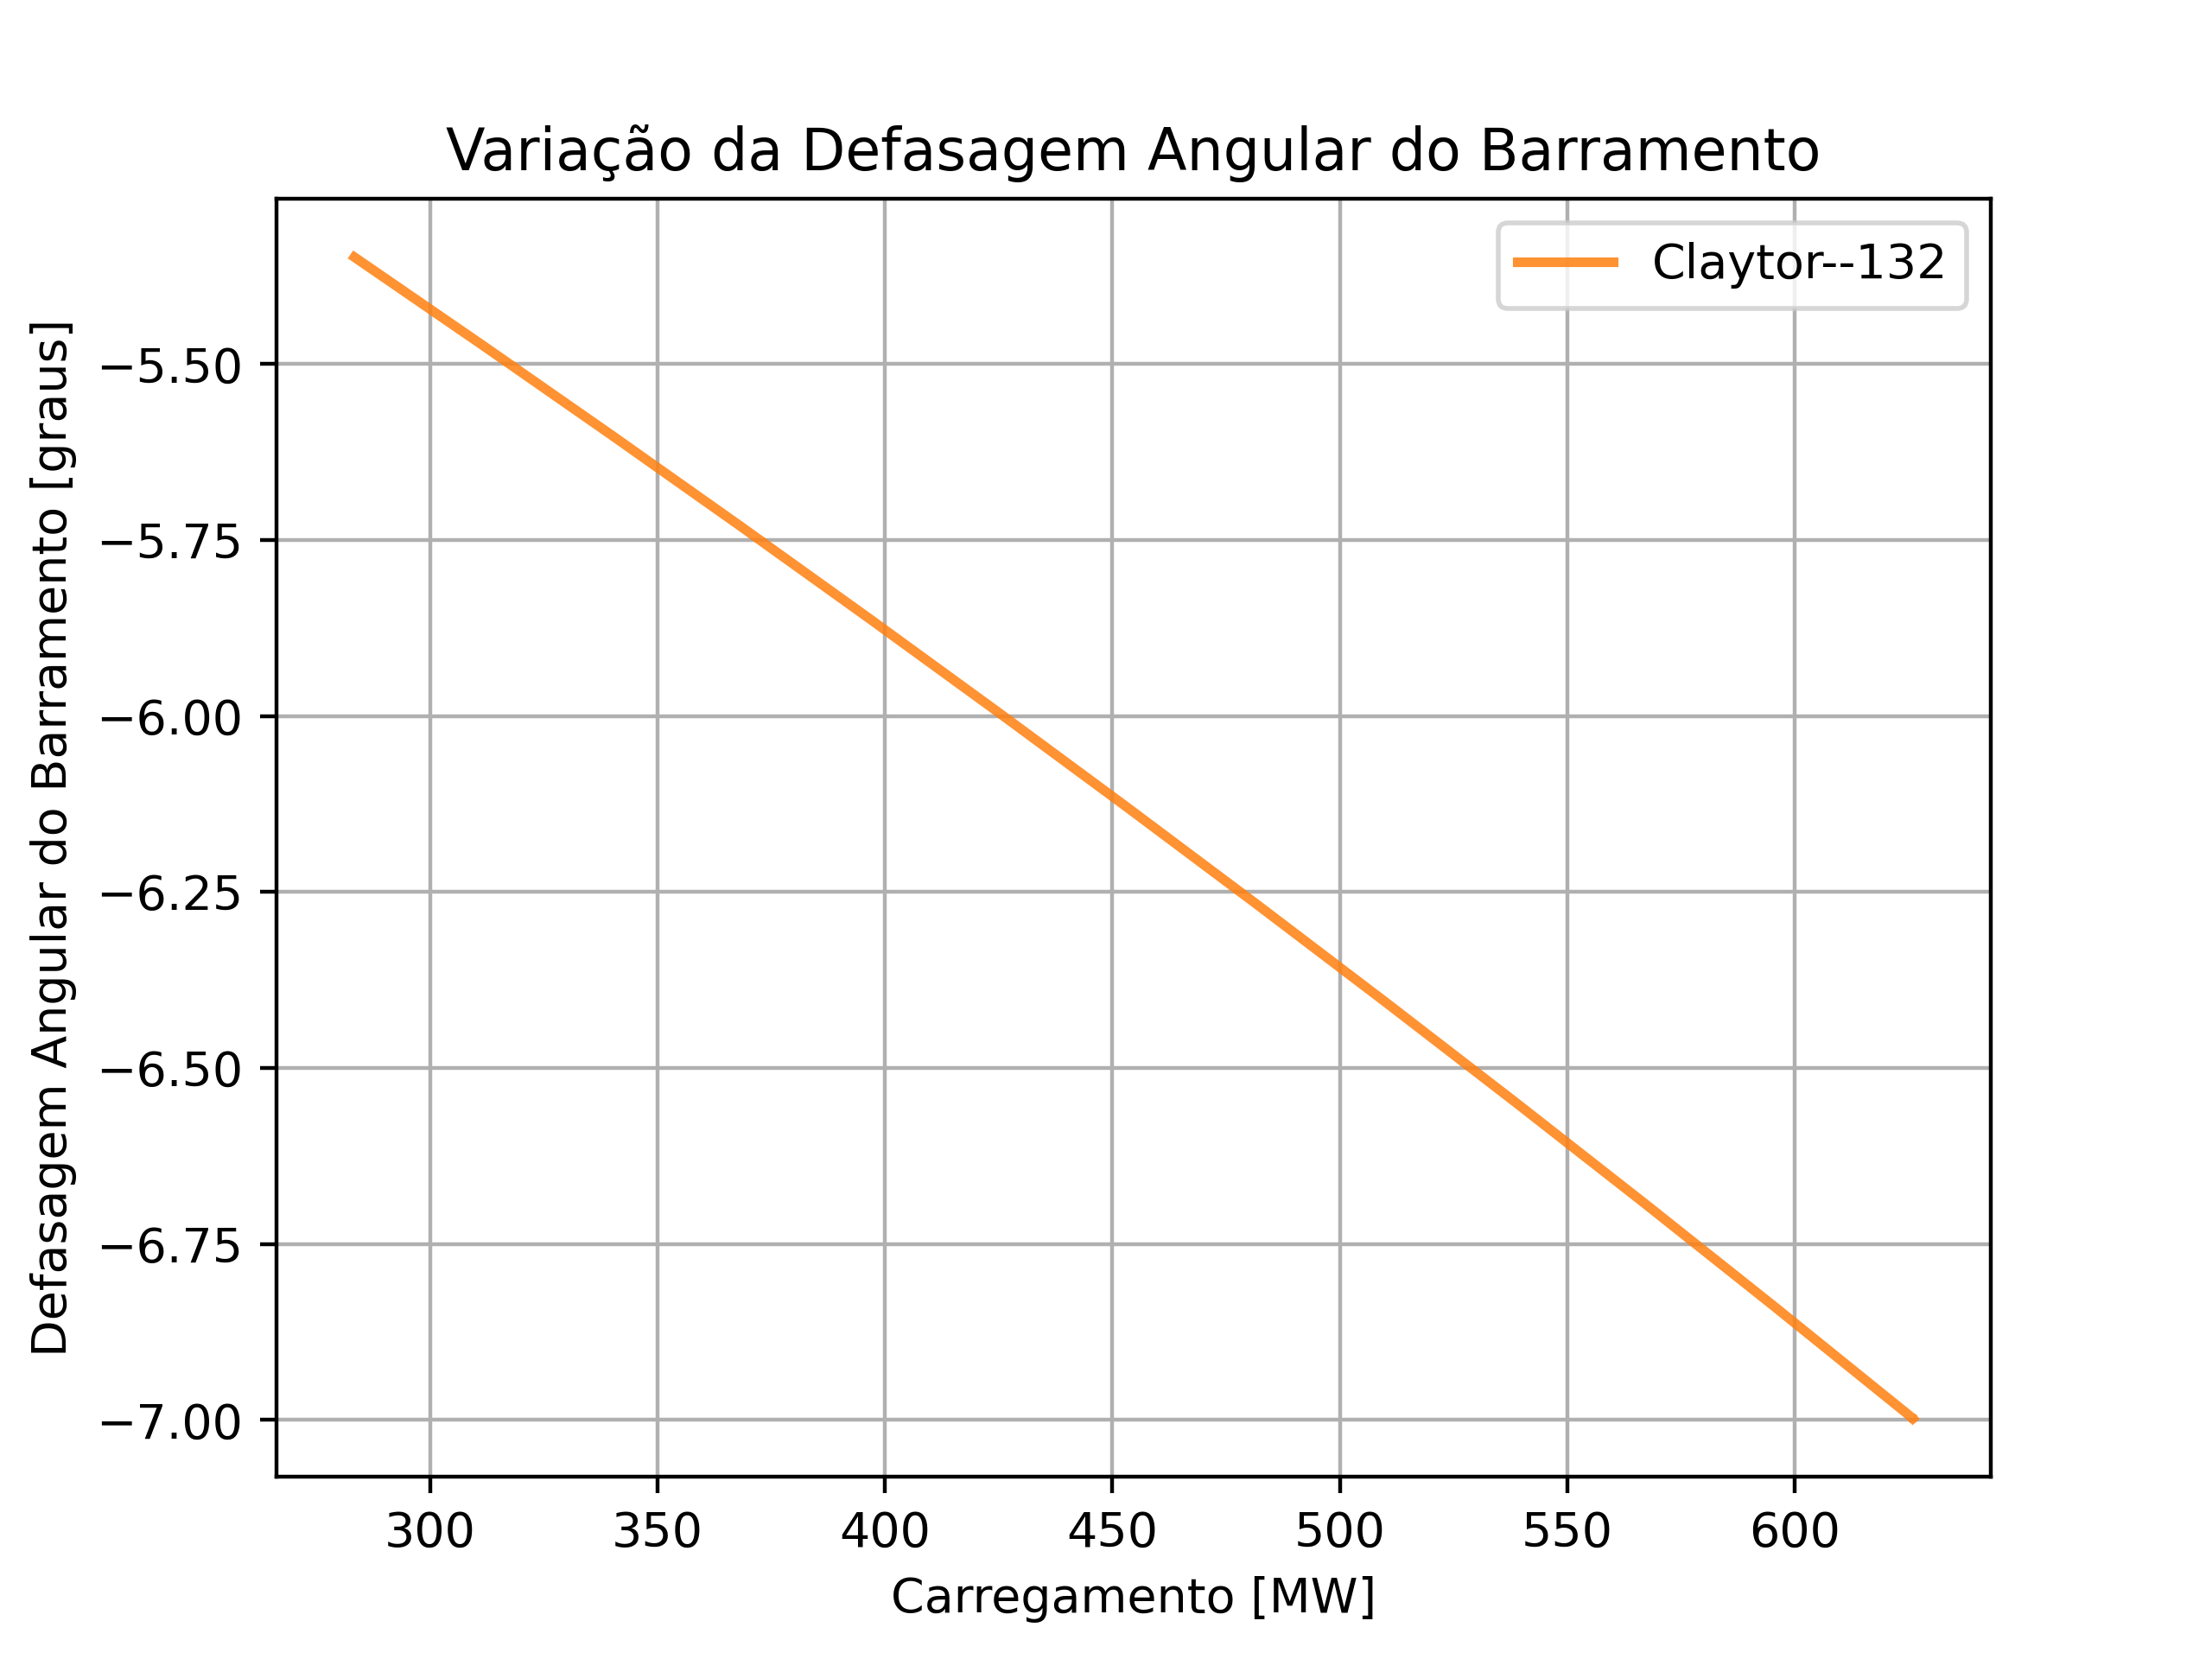 Variação da Defasagem Angular do Barramento
Claytor--132
Defasagem Angular do Barramento [graus]
−5.50
−5.75
−6.00
−6.25
−6.50
−6.75
−7.00
300 350 400 450 500 550 600
Carregamento [MW]